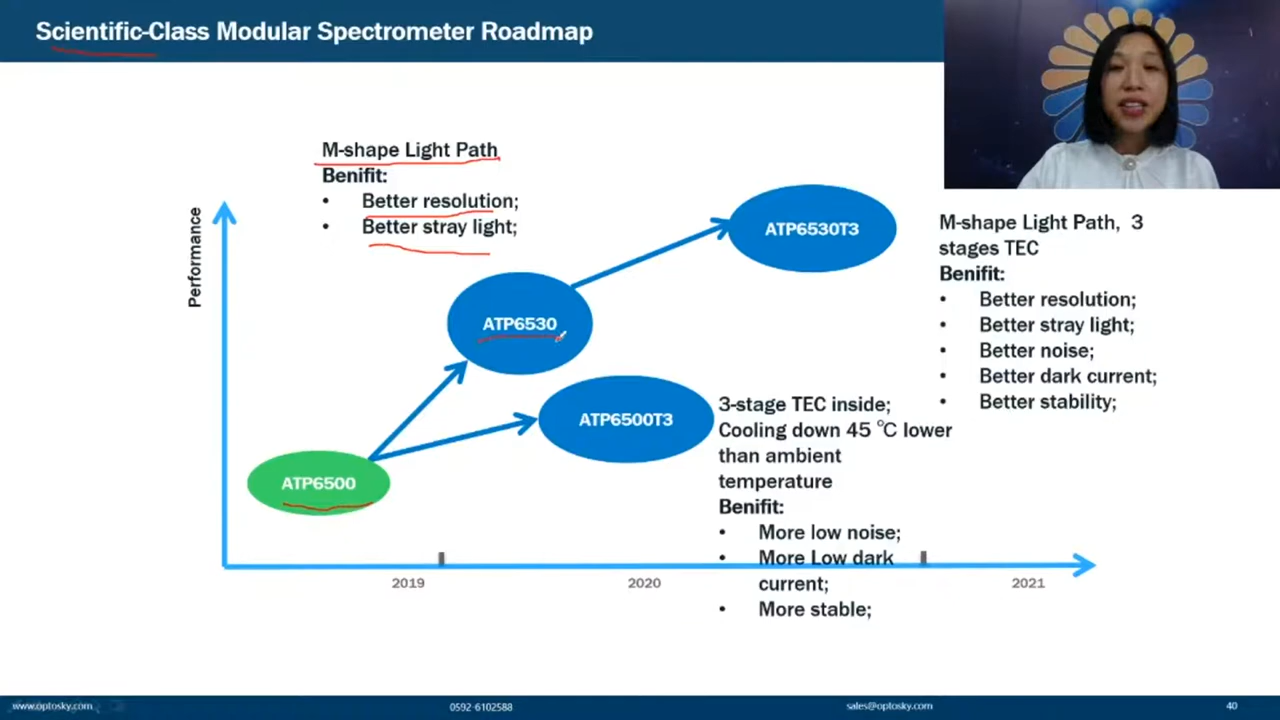 Scientific-Class Modular Spectrometer Roadmap
M-shape Light Path
Benifit:
• Better resolution;
• Better stray light;
Performance
ATP6530T3
M-shape Light Path, 3
stages TEC
Benifit:
• Better resolution;
• Better stray light;
• Better noise;
• Better dark current;
• Better stability;
ATP6530
ATP6500T3
3-stage TEC inside;
Cooling down 45 ℃ lower
than ambient
temperature
Benifit:
• More low noise;
• More Low dark
current;
• More stable;
ATP6500
2019
2020
2021
www.optosky.com
0592-6102588
sales@optosky.com
40